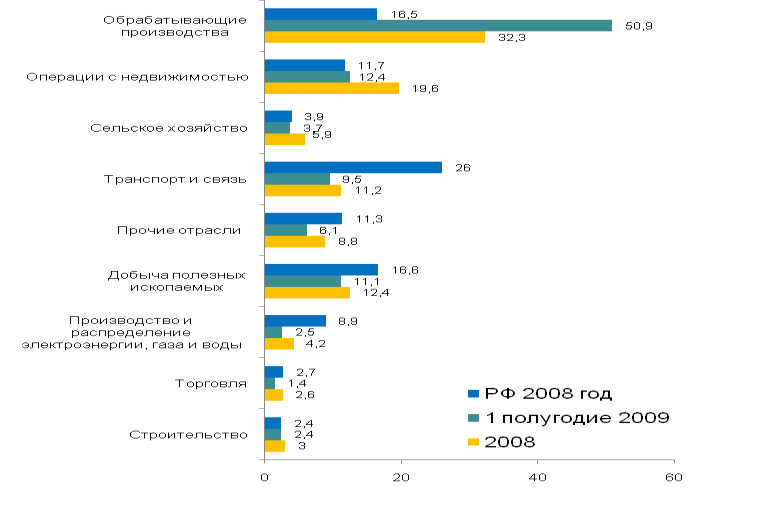 Обрабатывающие
производства
16,5
50,9
32,3
Операции с недвижимостью
11,7
12,4
19,6
Сельское хозяйство
3,9
3,7
5,9
Транспорт и связь
26
9,5
11,2
Прочие отрасли
11,3
6,1
8,8
Добыча полезных
ископаемых
16,6
11,1
12,4
Производство и
распределение
электроэнергии, газа и воды
8,9
2,5
4,2
Торговля
2,7
1,4
2,6
Строительство
2,4
2,4
3
РФ 2008 год
1 полугодие 2009
2008
0 20 40 60